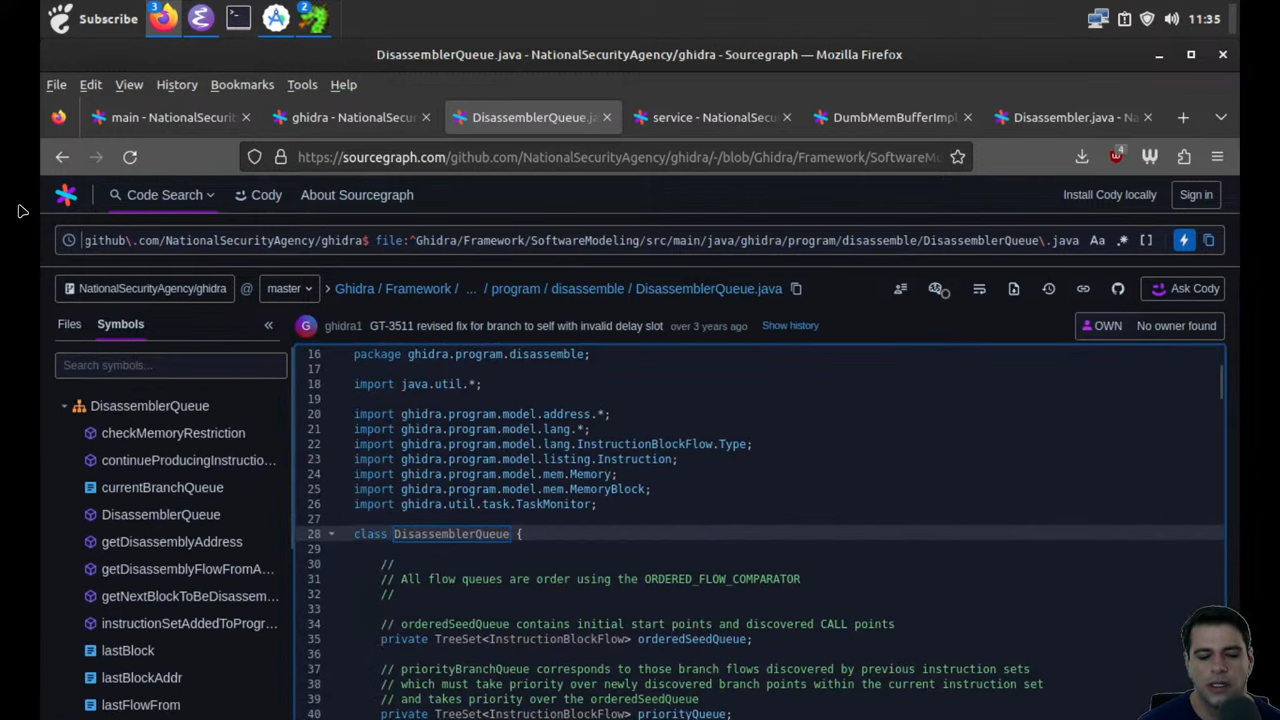 Subscribe
3
2
11:35
DisassemblerQueue.java - NationalSecurityAgency/ghidra - Sourcegraph — Mozilla Firefox
File Edit View History Bookmarks Tools Help
main - NationalSecurit
ghidra - NationalSecur
DisassemblerQueue.ja
service - NationalSecu
DumbMemBufferImpl
Disassembler.java - Na
https://sourcegraph.com/github.com/NationalSecurityAgency/ghidra/-/blob/Ghidra/Framework/SoftwareMo
4
Code Search Cody About Sourcegraph Install Cody locally Sign in
github\.com/NationalSecurityAgency/ghidra$ file:^Ghidra/Framework/SoftwareModeling/src/main/java/ghidra/program/disassemble/DisassemblerQueue\.java Aa .* []
NationalSecurityAgency/ghidra @ master > Ghidra / Framework / ... / program / disassemble / DisassemblerQueue.java Ask Cody
Files Symbols « G ghidra1 GT-3511 revised fix for branch to self with invalid delay slot over 3 years ago Show history OWN No owner found
Search symbols...
DisassemblerQueue
checkMemoryRestriction
continueProducingInstructio...
currentBranchQueue
DisassemblerQueue
getDisassemblyAddress
getDisassemblyFlowFromA...
getNextBlockToBeDisassem...
instructionSetAddedToProgr...
lastBlock
lastBlockAddr
lastFlowFrom
16 package ghidra.program.disassemble;
17
18 import java.util.*;
19
20 import ghidra.program.model.address.*;
21 import ghidra.program.model.lang.*;
22 import ghidra.program.model.lang.InstructionBlockFlow.Type;
23 import ghidra.program.model.listing.Instruction;
24 import ghidra.program.model.mem.Memory;
25 import ghidra.program.model.mem.MemoryBlock;
26 import ghidra.util.task.TaskMonitor;
27
28 class DisassemblerQueue {
29
30 //
31 // All flow queues are order using the ORDERED_FLOW_COMPARATOR
32 //
33
34 // orderedSeedQueue contains initial start points and discovered CALL points
35 private TreeSet<InstructionBlockFlow> orderedSeedQueue;
36
37 // priorityBranchQueue corresponds to those branch flows discovered by previous instruction sets
38 // which must take priority over newly discovered branch points within the current instruction set
39 // and takes priority over the orderedSeedQueue
40 private TreeSet<InstructionBlockFlow> priorityQueue;